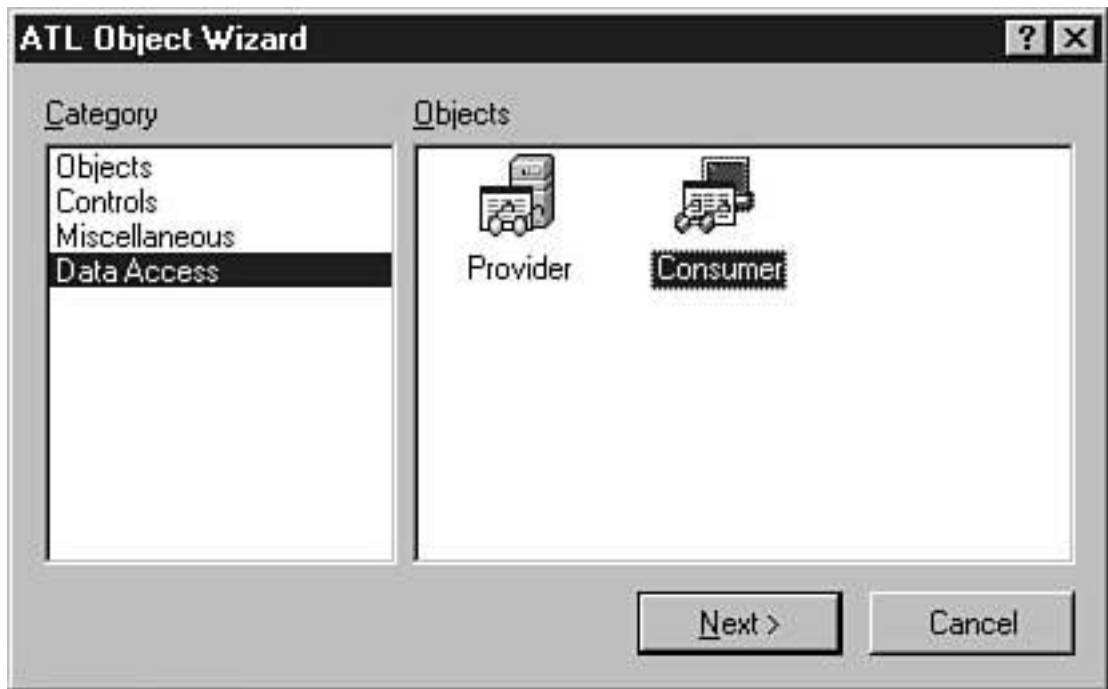 ATL Object Wizard
Category
Objects
Objects
Controls
Miscellaneous
Data Access
Provider
Consumer
Next >
Cancel